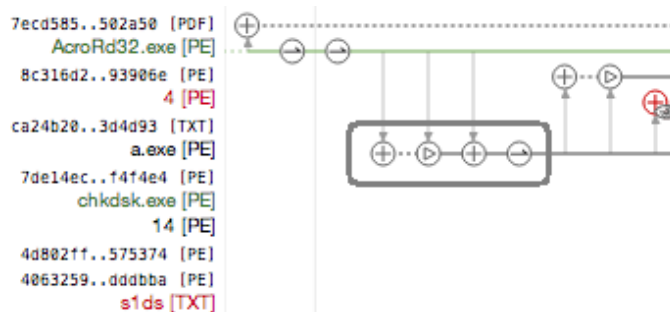 7ecd585..502a50 [PDF]
AcroRd32.exe [PE]
8c316d2..93906e [PE]
4 [PE]
ca24b20..3d4d93 [TXT]
a.exe [PE]
7de14ec..f4f4e4 [PE]
chkdsk.exe [PE]
14 [PE]
4d802ff..575374 [PE]
4063259..dddbba [PE]
s1ds [TXT]